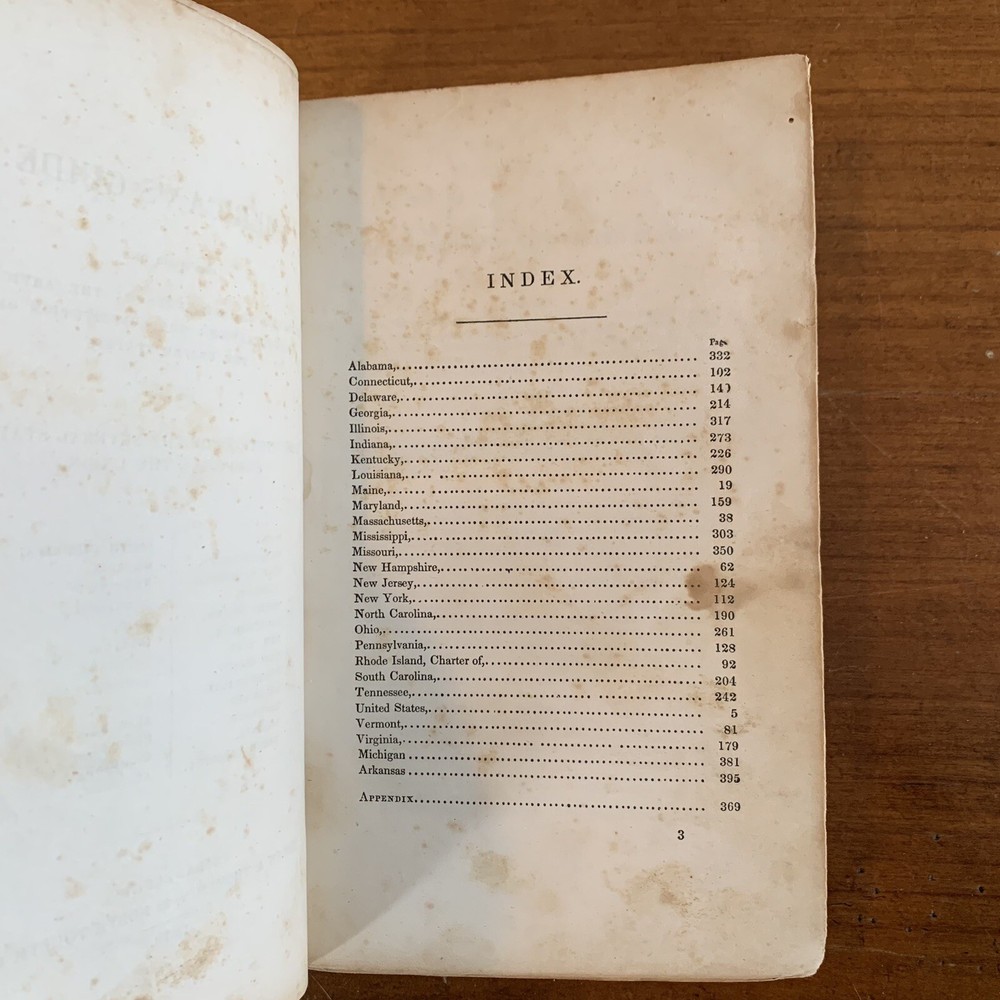 INDEX.
Page
Alabama,........ 332
Connecticut,........ 102
Delaware,........ 149
Georgia,........ 214
Illinois,........ 317
Indiana,........ 273
Kentucky,........ 226
Louisiana,........ 290
Maine,........ 19
Maryland,........ 159
Massachusetts,........ 38
Mississippi,........ 303
Missouri,........ 350
New Hampshire,........ 62
New Jersey,........ 124
New York,........ 112
North Carolina,........ 190
Ohio,........ 261
Pennsylvania,........ 128
Rhode Island, Charter of,........ 92
South Carolina,........ 204
Tennessee,........ 242
United States,........ 5
Vermont,........ 81
Virginia,........ 179
Michigan ........ 381
Arkansas ........ 395
APPENDIX........ 369
3